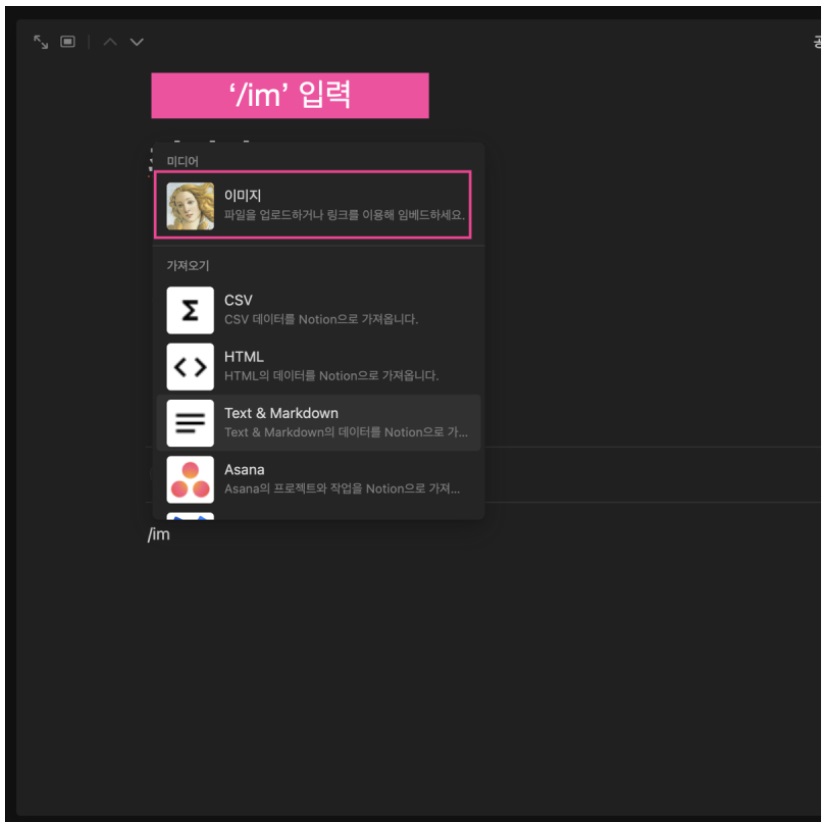 ‘/im’ 입력
미디어
이미지
파일을 업로드하거나 링크를 이용해 임베드하세요.
가져오기
CSV
CSV 데이터를 Notion으로 가져옵니다.
HTML
HTML의 데이터를 Notion으로 가져옵니다.
Text & Markdown
Text & Markdown의 데이터를 Notion으로 가...
Asana
Asana의 프로젝트와 작업을 Notion으로 가져...
/im